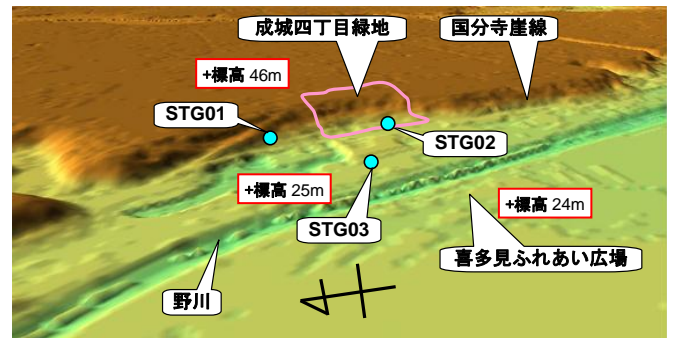 成城四丁目緑地
国分寺崖線
+標高 46m
STG01
STG02
+標高 25m
+標高 24m
STG03
喜多見ふれあい広場
野川